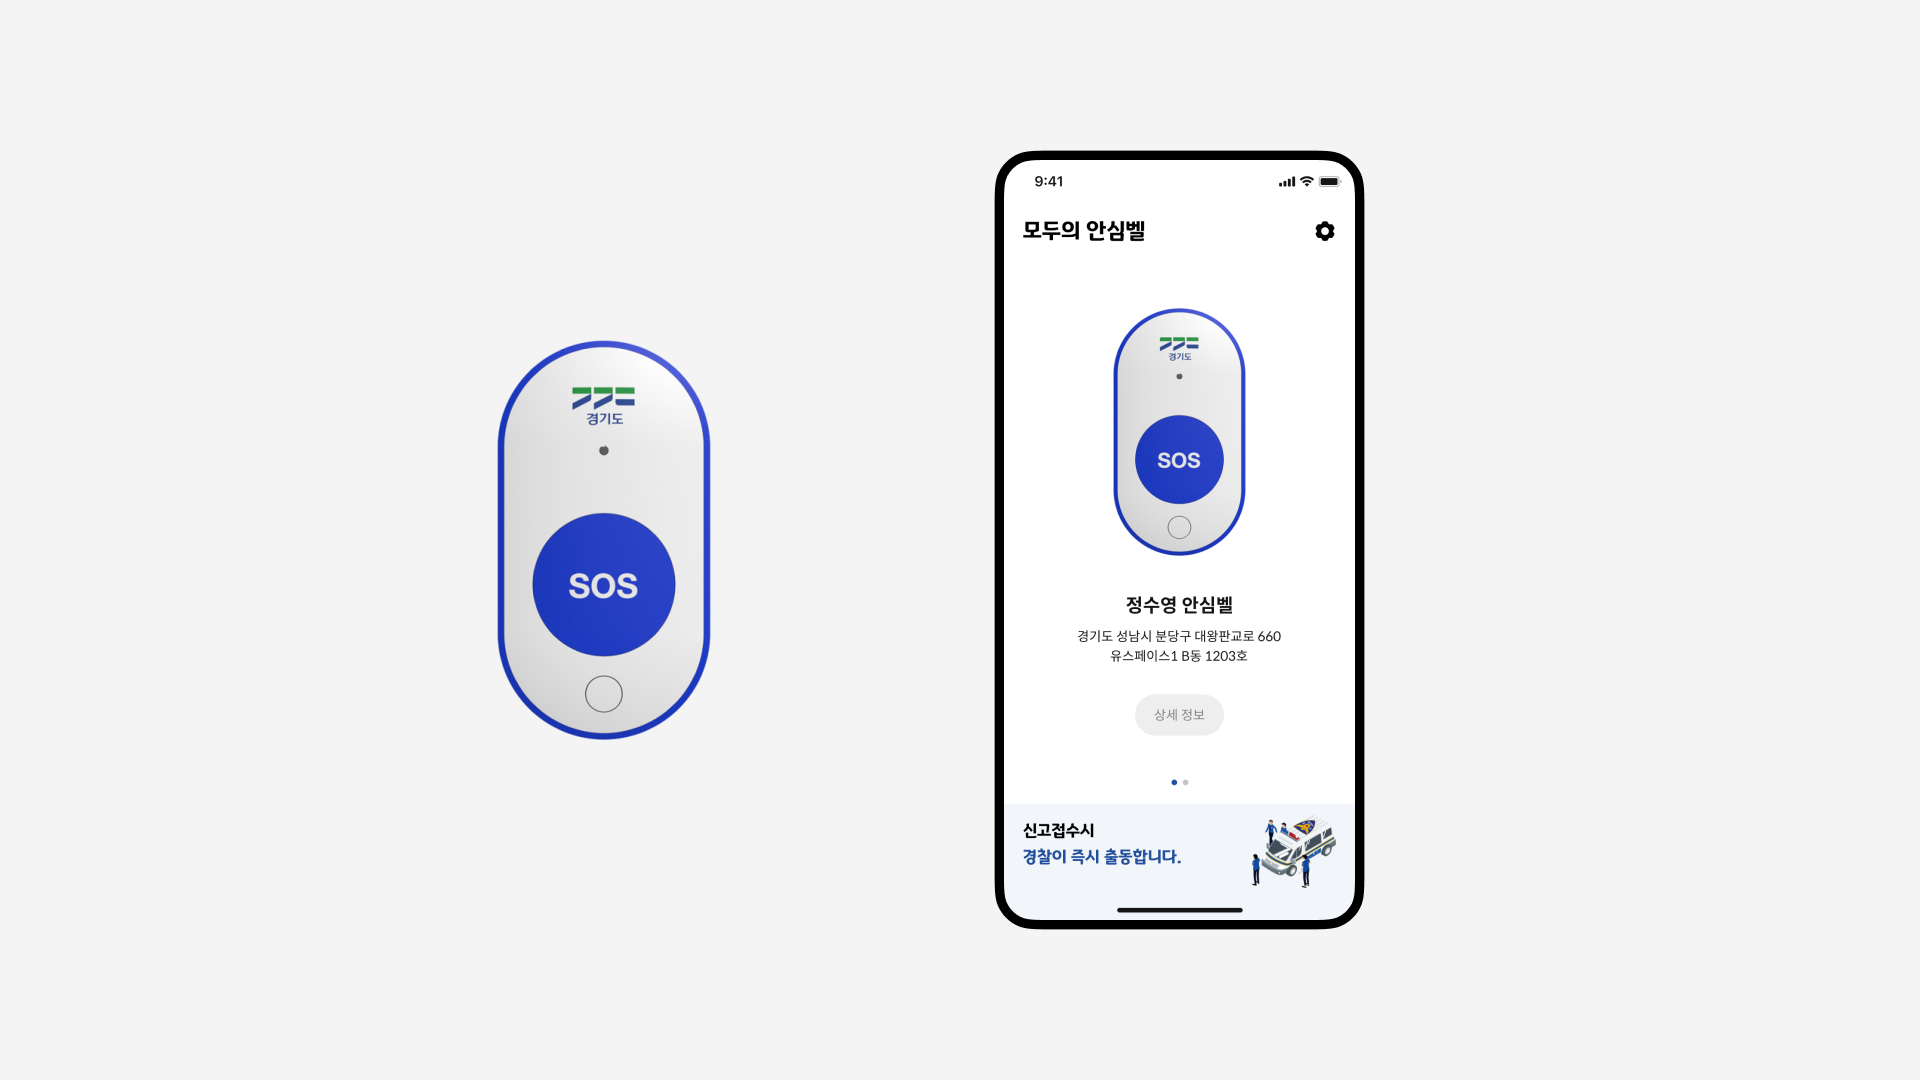 경기도
SOS
9:41
모두의 안심벨
경기도
SOS
정수영 안심벨
경기도 성남시 분당구 대왕판교로 660
유스페이스1 B동 1203호
상세 정보
신고접수시
경찰이 즉시 출동합니다.